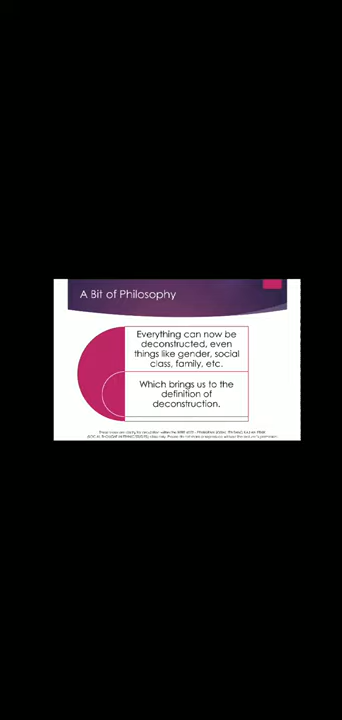 A Bit of Philosophy
Everything can now be
deconstructed, even
things like gender, social
class, family, etc.
Which brings us to the
definition of
deconstruction.